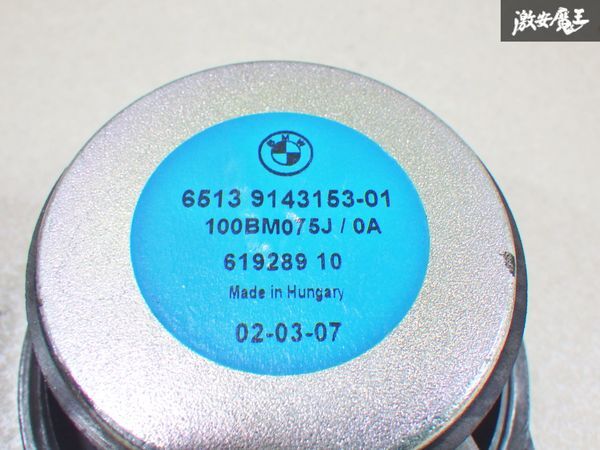 激安魔王
BMW
6513 9143153-01
100BM075J / 0A
619289 10
Made in Hungary
02-03-07